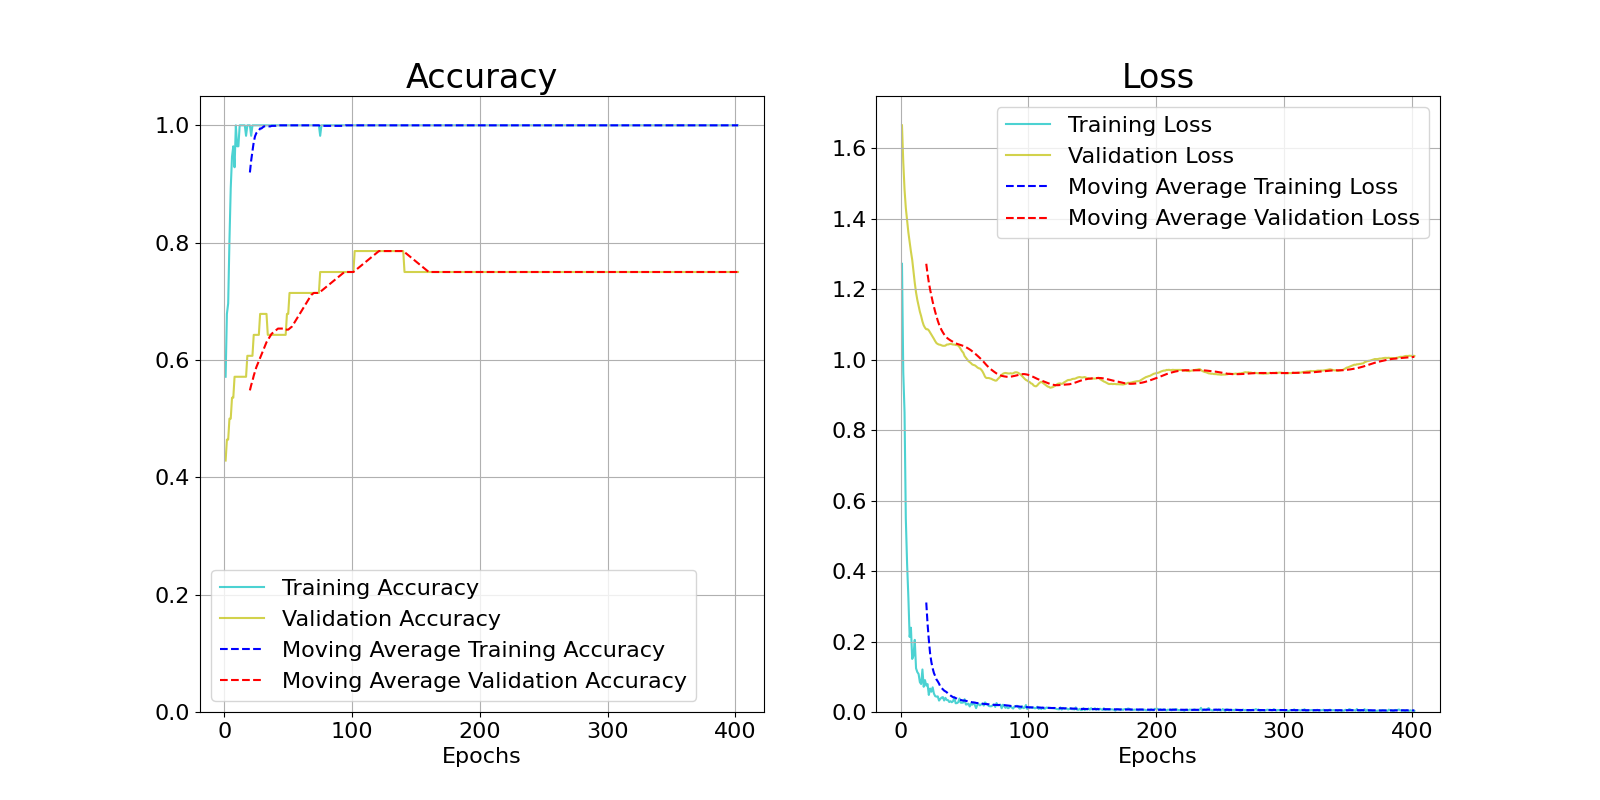 Accuracy
1.0
0.8
0.6
0.4
0.2
0.0
Training Accuracy
Validation Accuracy
Moving Average Training Accuracy
Moving Average Validation Accuracy
0 100 200 300 400
Epochs
Loss
1.6
1.4
1.2
1.0
0.8
0.6
0.4
0.2
0.0
Training Loss
Validation Loss
Moving Average Training Loss
Moving Average Validation Loss
0 100 200 300 400
Epochs